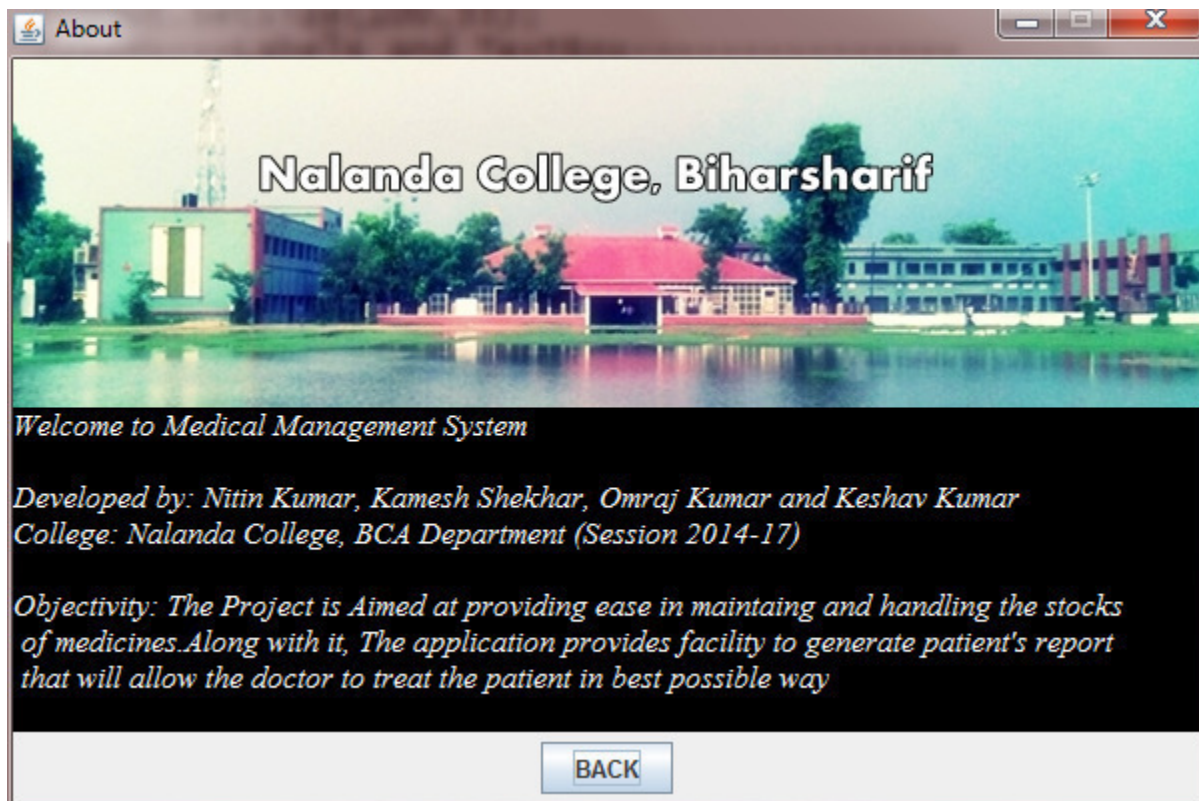 About
Nalanda College, Biharsharif
Welcome to Medical Management System
Developed by: Nitin Kumar, Kamesh Shekhar, Omraj Kumar and Keshav Kumar
College: Nalanda College, BCA Department (Session 2014-17)
Objectivity: The Project is Aimed at providing ease in maintaing and handling the stocks
of medicines.Along with it, The application provides facility to generate patient's report
that will allow the doctor to treat the patient in best possible way
BACK